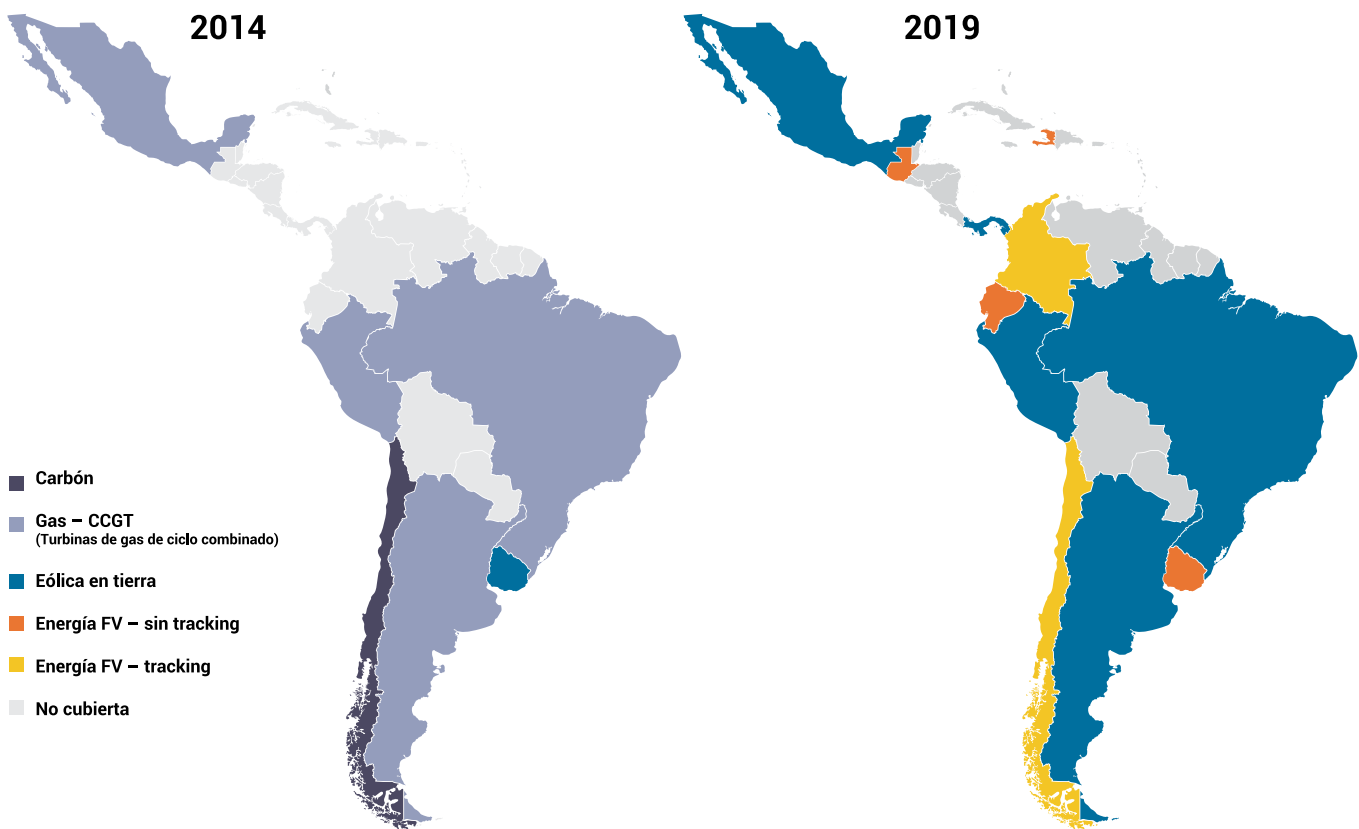 2014
2019
Carbón
Gas – CCGT
(Turbinas de gas de ciclo combinado)
Eólica en tierra
Energía FV – sin tracking
Energía FV – tracking
No cubierta